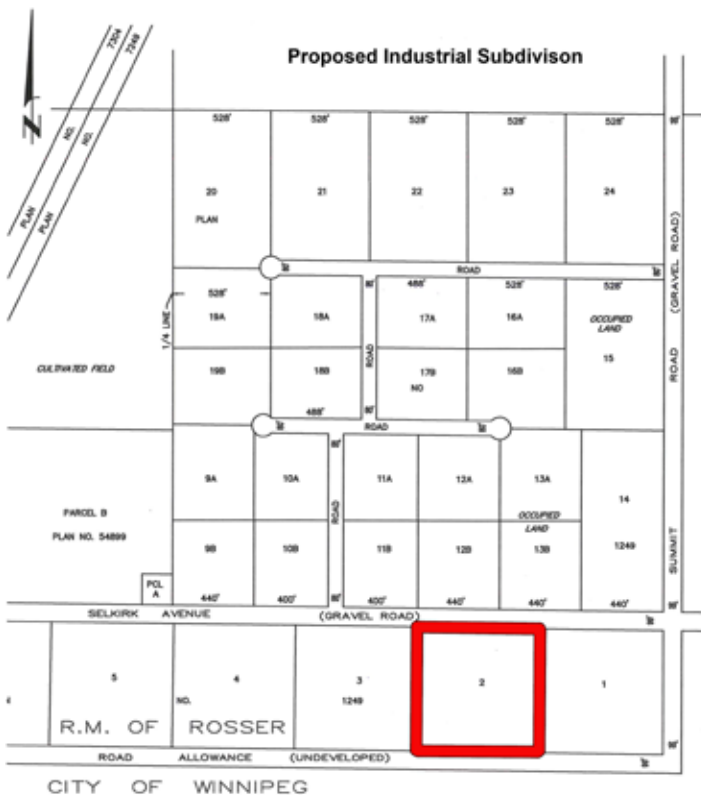 Proposed Industrial Subdivison
PLAN NO. 7304
PLAN NO. 7249
N
528' 528' 528' 528' 528'
20 21 22 23 24
PLAN
ROAD
528' 488' 528' 528'
1/4 LINE
19A 18A 17A 16A
OCCUPIED
LAND
15
ROAD
CULTIVATED FIELD
19B 18B 17B 16B
NO
488'
ROAD
SUMMIT ROAD (GRAVEL ROAD)
9A 10A 11A 12A 13A
14
PARCEL B
PLAN NO. 54899
ROAD
OCCUPIED
LAND
9B 10B 11B 12B 13B
1249
PCL
A
440' 400' 400' 440' 440' 440'
SELKIRK AVENUE (GRAVEL ROAD)
5 4 3 2 1
NO. 1249
R.M. OF ROSSER
ROAD ALLOWANCE (UNDEVELOPED)
CITY OF WINNIPEG